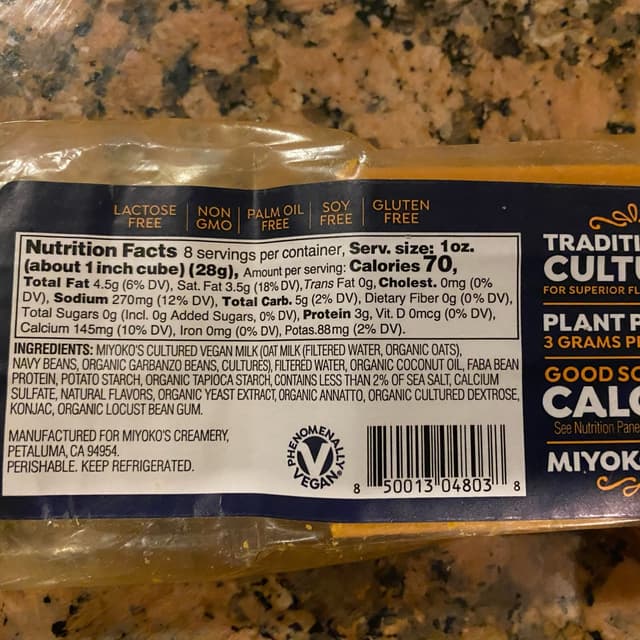 LACTOSE FREE | NON GMO | PALM OIL FREE | SOY FREE | GLUTEN FREE
Nutrition Facts 8 servings per container, Serv. size: 1oz.
(about 1 inch cube) (28g), Amount per serving: Calories 70,
Total Fat 4.5g (6% DV), Sat. Fat 3.5g (18% DV), Trans Fat 0g, Cholest. 0mg (0%
DV), Sodium 270mg (12% DV), Total Carb. 5g (2% DV), Dietary Fiber 0g (0% DV),
Total Sugars 0g (Incl. 0g Added Sugars, 0% DV), Protein 3g, Vit. D 0mcg (0% DV),
Calcium 145mg (10% DV), Iron 0mg (0% DV), Potas. 88mg (2% DV).
INGREDIENTS: MIYOKO'S CULTURED VEGAN MILK (OAT MILK (FILTERED WATER, ORGANIC OATS),
NAVY BEANS, ORGANIC GARBANZO BEANS, CULTURES), FILTERED WATER, ORGANIC COCONUT OIL, FABA BEAN
PROTEIN, POTATO STARCH, ORGANIC TAPIOCA STARCH, CONTAINS LESS THAN 2% OF SEA SALT, CALCIUM
SULFATE, NATURAL FLAVORS, ORGANIC YEAST EXTRACT, ORGANIC ANNATTO, ORGANIC CULTURED DEXTROSE,
KONJAC, ORGANIC LOCUST BEAN GUM.
MANUFACTURED FOR MIYOKO'S CREAMERY,
PETALUMA, CA 94954.
PERISHABLE. KEEP REFRIGERATED.
PHENOMENALLY
V
VEGAN
8 50013 04803 8
TRADITI
CULTU
FOR SUPERIOR FL
PLANT P
3 GRAMS PE
GOOD SO
CALC
See Nutrition Pane
MIYOK